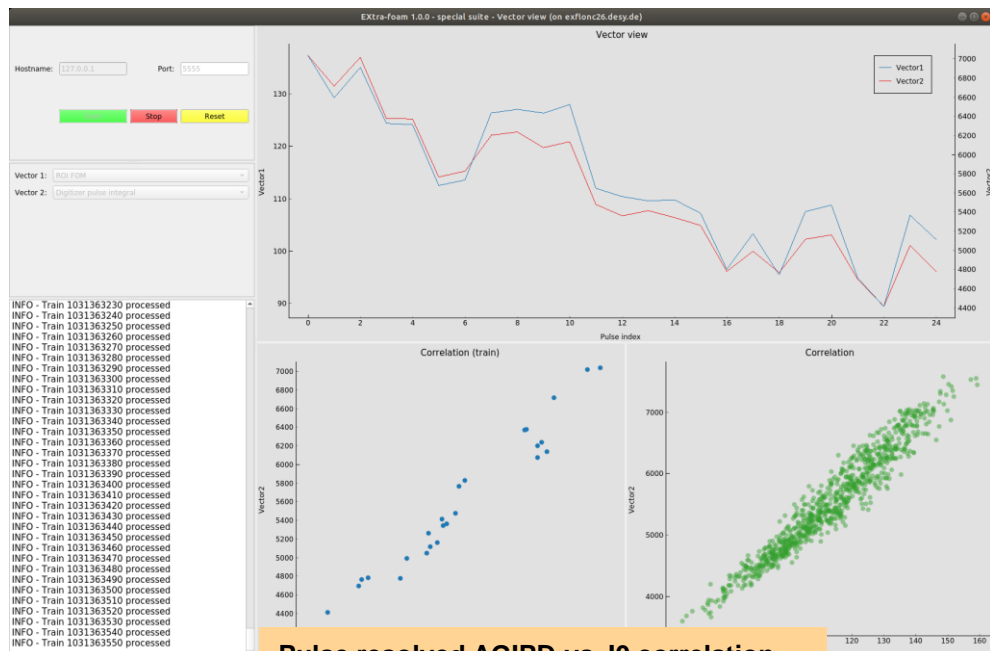 EXtra-foam 1.0.0 - special suite - Vector view (on exflonc26.desy.de)
Hostname: 127.0.0.1 Port: 5555
Stop Reset
Vector 1: ROI FOM
Vector 2: Digitizer pulse integral
INFO - Train 1031363230 processed
INFO - Train 1031363240 processed
INFO - Train 1031363250 processed
INFO - Train 1031363260 processed
INFO - Train 1031363270 processed
INFO - Train 1031363280 processed
INFO - Train 1031363290 processed
INFO - Train 1031363300 processed
INFO - Train 1031363310 processed
INFO - Train 1031363320 processed
INFO - Train 1031363330 processed
INFO - Train 1031363340 processed
INFO - Train 1031363350 processed
INFO - Train 1031363360 processed
INFO - Train 1031363370 processed
INFO - Train 1031363380 processed
INFO - Train 1031363390 processed
INFO - Train 1031363400 processed
INFO - Train 1031363410 processed
INFO - Train 1031363420 processed
INFO - Train 1031363430 processed
INFO - Train 1031363440 processed
INFO - Train 1031363450 processed
INFO - Train 1031363460 processed
INFO - Train 1031363470 processed
INFO - Train 1031363480 processed
INFO - Train 1031363490 processed
INFO - Train 1031363500 processed
INFO - Train 1031363510 processed
INFO - Train 1031363520 processed
INFO - Train 1031363530 processed
INFO - Train 1031363540 processed
INFO - Train 1031363550 processed
Vector view
Vector1
Vector2
130
120
110
100
90
Vector1
7000
6800
6600
6400
6200
6000
5800
5600
5400
5200
5000
4800
4600
4400
Vector2
0 2 4 6 8 10 12 14 16 18 20 22 24
Pulse index
Correlation (train)
7000
6800
6600
6400
6200
6000
5800
5600
5400
5200
5000
4800
4600
4400
Vector2
Correlation
7000
6000
5000
4000
Vector2
120 130 140 150 160
Pulse resolved AGIPD vs. I0 correlation